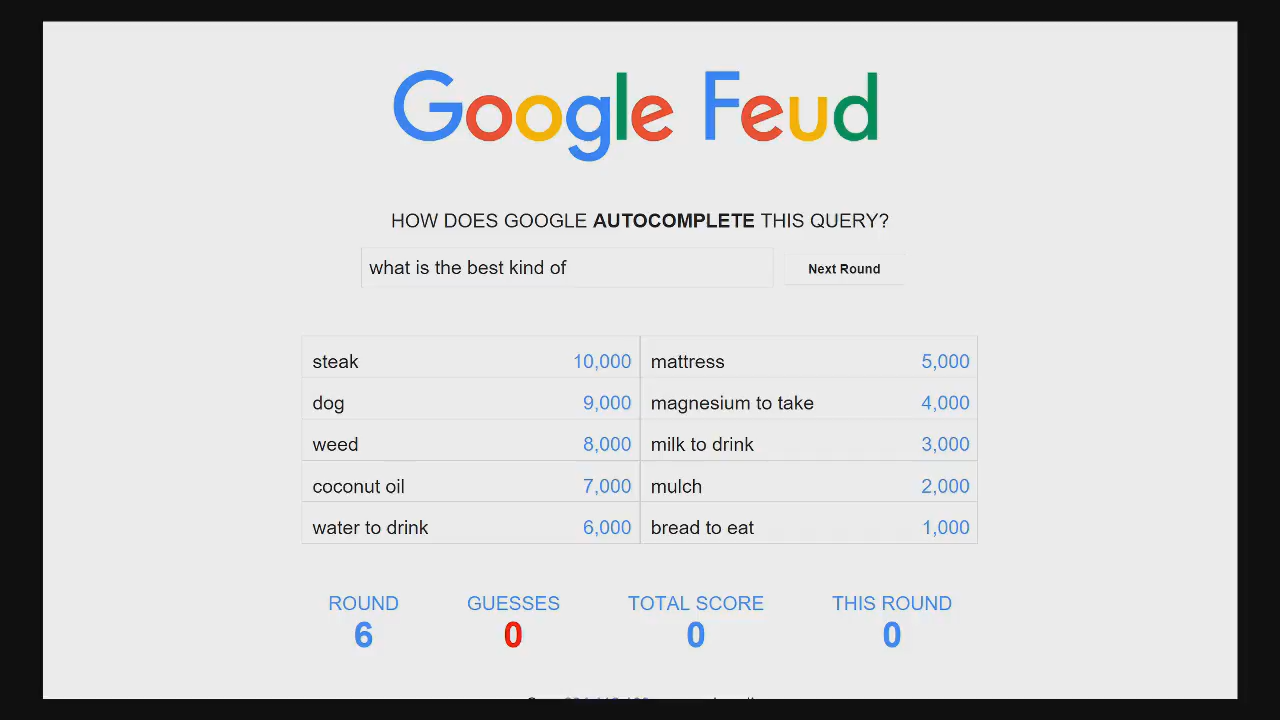 Google Feud
HOW DOES GOOGLE AUTOCOMPLETE THIS QUERY?
what is the best kind of
Next Round
steak 10,000 mattress 5,000
dog 9,000 magnesium to take 4,000
weed 8,000 milk to drink 3,000
coconut oil 7,000 mulch 2,000
water to drink 6,000 bread to eat 1,000
ROUND GUESSES TOTAL SCORE THIS ROUND
6 0 0 0